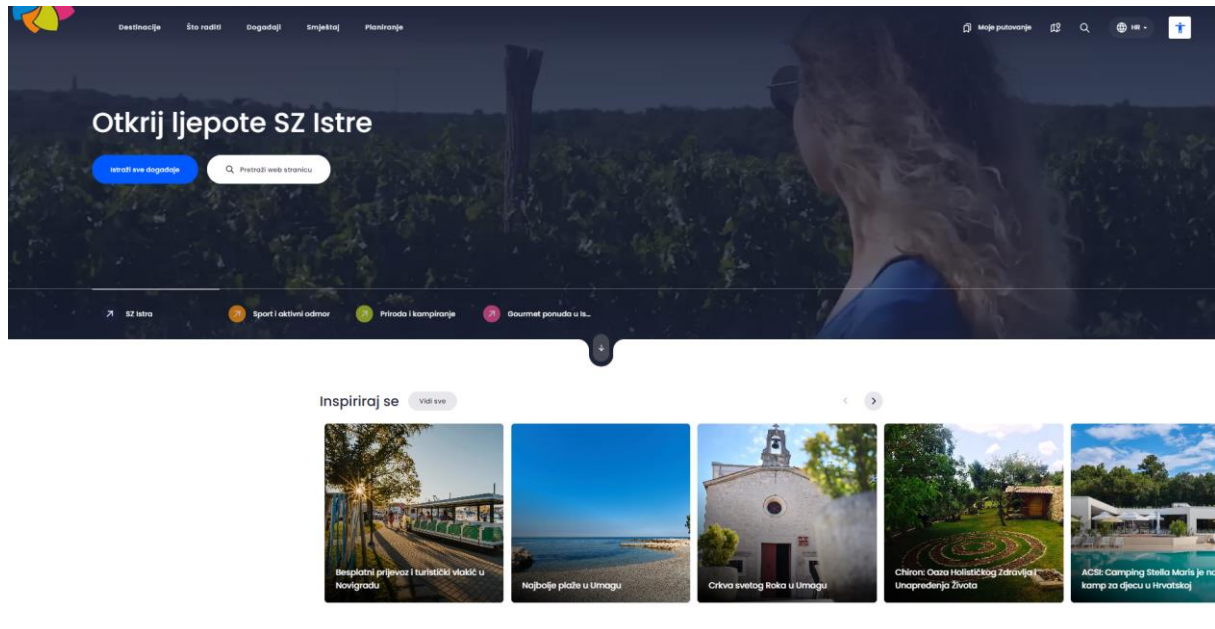 Destinacije
Što raditi
Događaji
Smještaj
Planiranje
Moje putovanje
HR
Otkrij ljepote SZ Istre
Istraži sve događaje
Pretraži web stranicu
SZ Istra
Sport i aktivni odmor
Priroda i kampiranje
Gourmet ponuda u Is...
Inspiriraj se
Vidi sve
Besplatni prijevoz i turistički vlakić u
Novigradu
Najbolje plaže u Umagu
Crkva svetog Roka u Umagu
Chiron: Oaza Holističkog Zdravlja i
Unapređenja Života
ACSI: Camping Stella Maris je
kamp za djecu u Hrvatskoj